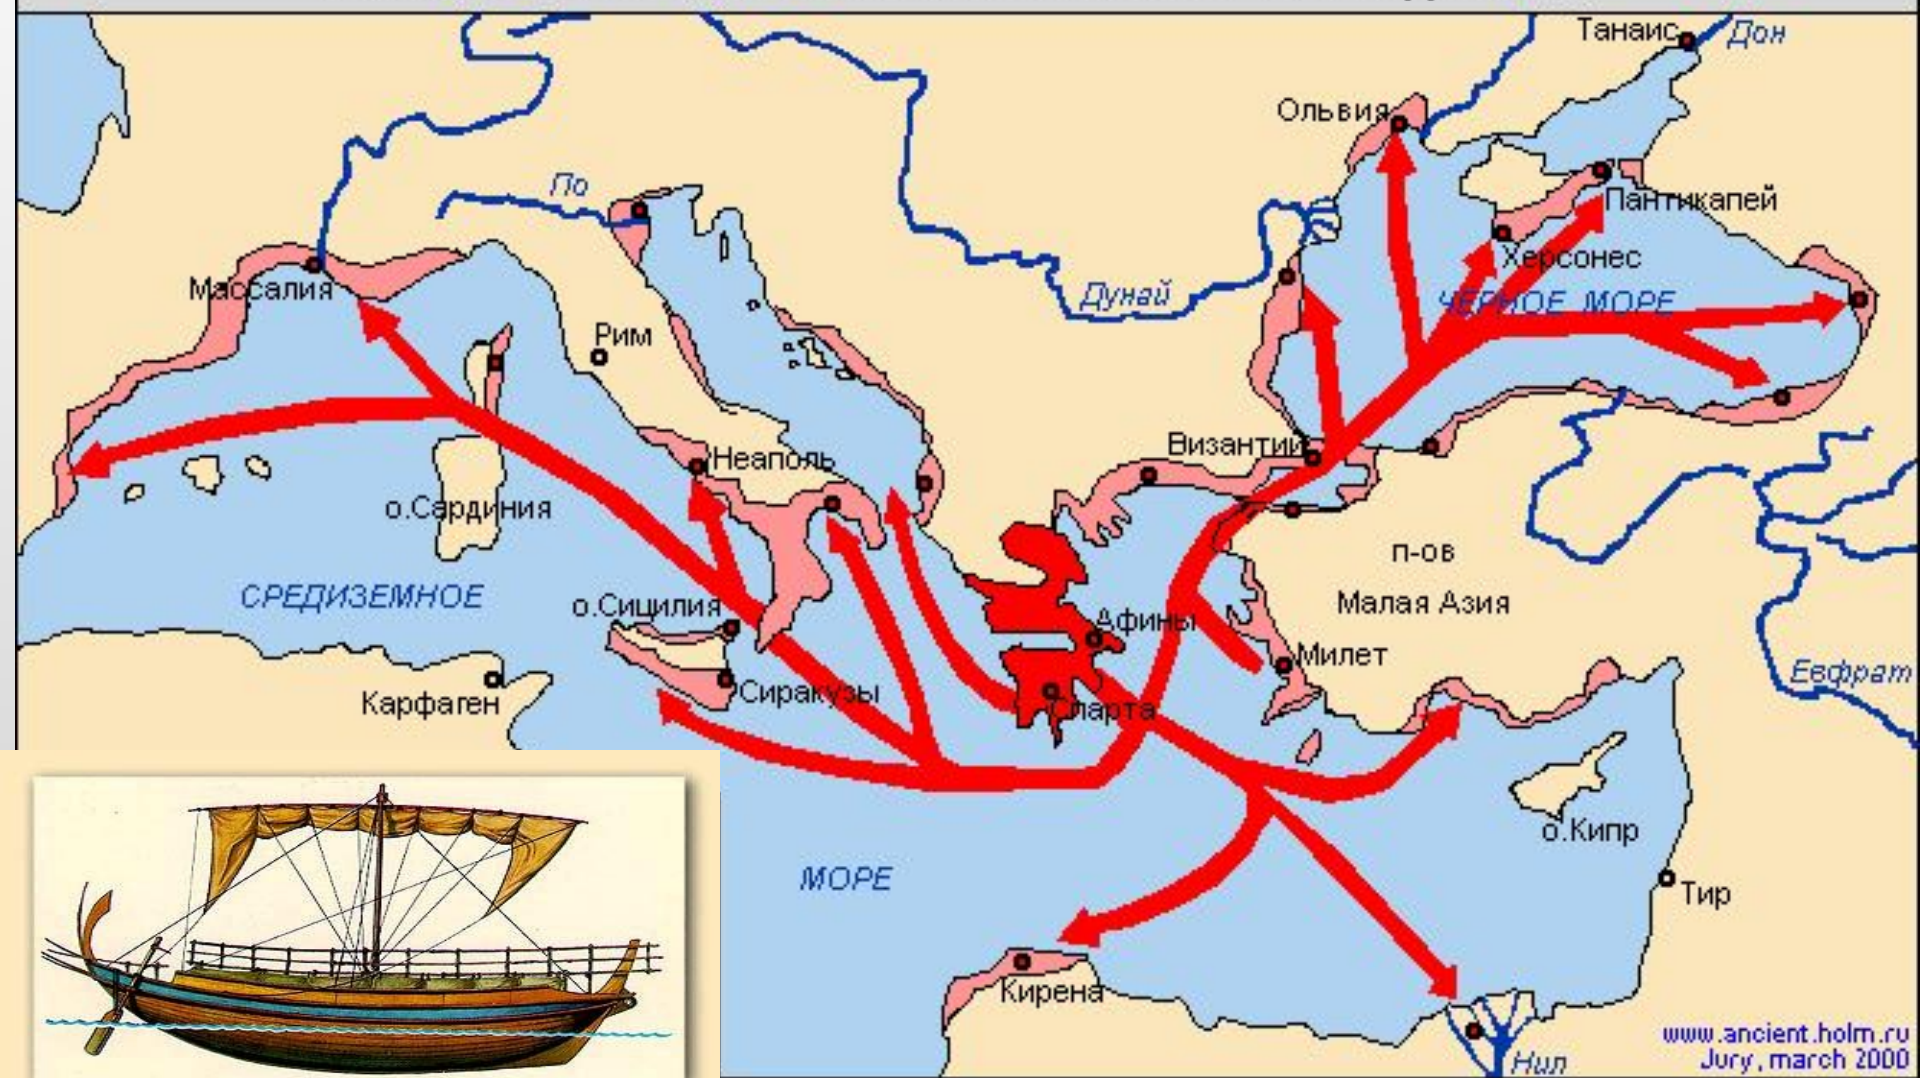 Танаис
Дон
Ольвия
По
Пантикапей
Херсонес
Массалия
Дунай
ЧЕРНОЕ МОРЕ
Рим
Византий
Неаполь
о.Сардиния
п-ов
Малая Азия
СРЕДИЗЕМНОЕ
о.Сицилия
Афины
Милет
Евфрат
Карфаген
Сиракузы
Спарта
о.Кипр
МОРЕ
Тир
Кирена
www.ancient.holm.ru
Jury, march 2000
Нил